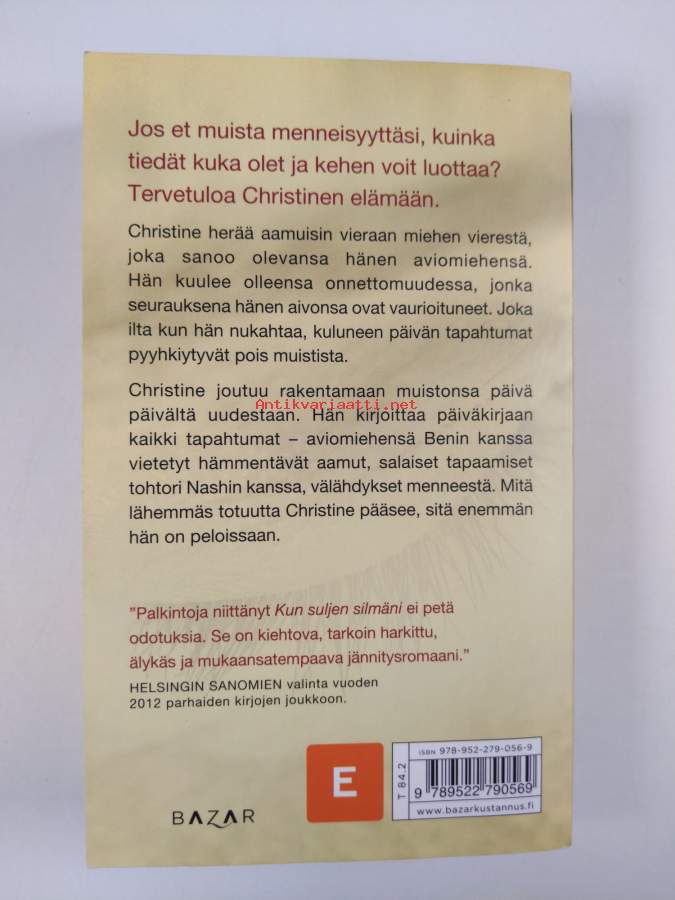 Jos et muista menneisyyttäsi, kuinka
tiedät kuka olet ja kehen voit luottaa?
Tervetuloa Christinen elämään.
Christine herää aamuisin vieraan miehen vierestä,
joka sanoo olevansa hänen aviomiehensä.
Hän kuulee olleensa onnettomuudessa, jonka
seurauksena hänen aivonsa ovat vaurioituneet. Joka
ilta kun hän nukahtaa, kuluneen päivän tapahtumat
pyyhkiytyvät pois muistista.
Christine joutuu rakentamaan muistonsa päivä
Antikvariaatti.net
päivältä uudestaan. Hän kirjoittaa päiväkirjaan
kaikki tapahtumat – aviomiehensä Benin kanssa
vietetyt hämmentävät aamut, salaiset tapaamiset
tohtori Nashin kanssa, välähdykset menneestä. Mitä
lähemmäs totuutta Christine pääsee, sitä enemmän
hän on peloissaan.
”Palkintoja niittänyt Kun suljen silmäni ei petä
odotuksia. Se on kiehtova, tarkoin harkittu,
älykäs ja mukaansatempaava jännitysromaani.”
HELSINGIN SANOMIEN valinta vuoden
2012 parhaiden kirjojen joukkoon.
BAZAR
E
T 84.2
ISBN 978-952-279-056-9
9 789522 790569
www.bazarkustannus.fi